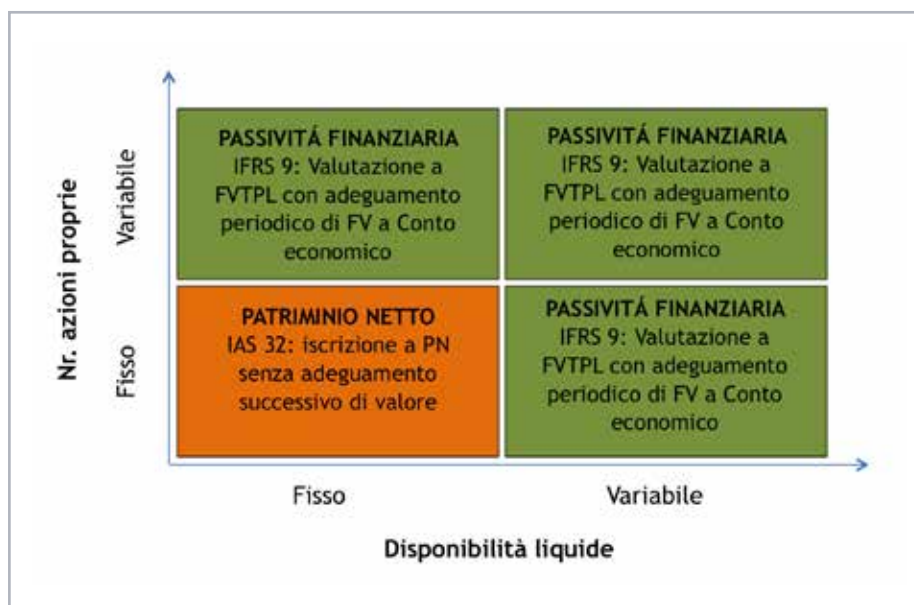 Nr. azioni proprie
Variabile
Fisso
PASSIVITÁ FINANZIARIA
IFRS 9: Valutazione a
FVTPL con adeguamento
periodico di FV a Conto
economico
PASSIVITÁ FINANZIARIA
IFRS 9: Valutazione a
FVTPL con adeguamento
periodico di FV a Conto
economico
PATRIMINIO NETTO
IAS 32: iscrizione a PN
senza adeguamento
successivo di valore
PASSIVITÁ FINANZIARIA
IFRS 9: Valutazione a
FVTPL con adeguamento
periodico di FV a Conto
economico
Fisso
Variabile
Disponibilità liquide